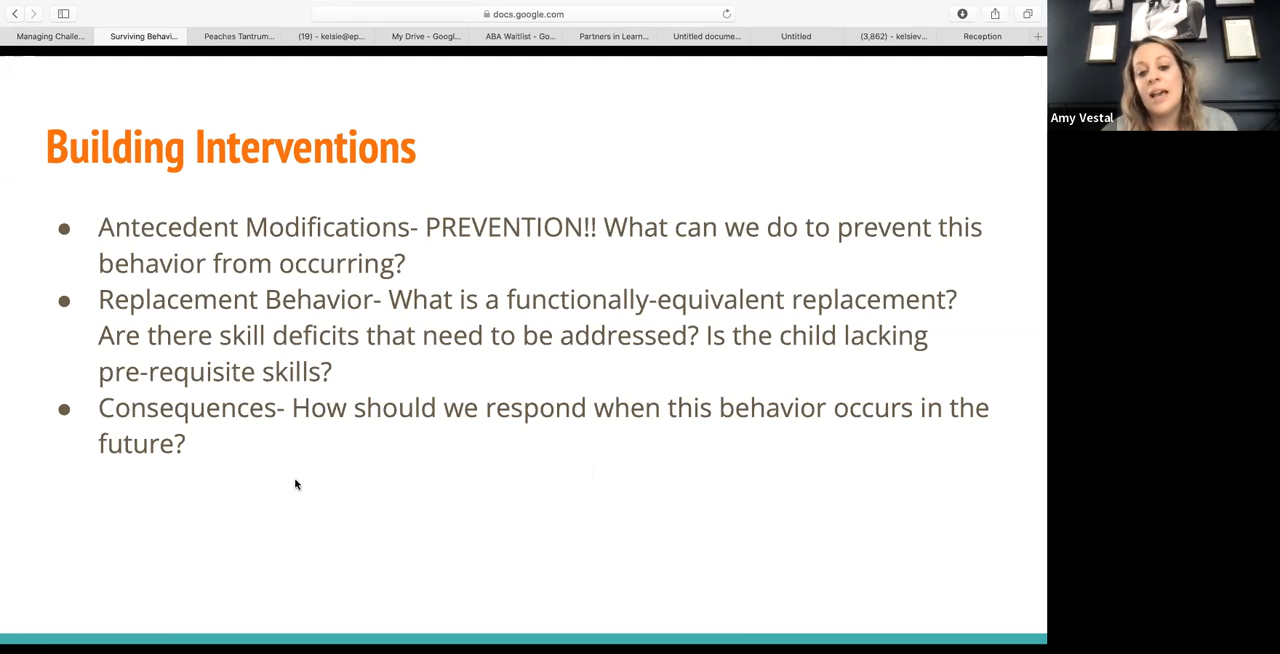 docs.google.com
Managing Challe...
Surviving Behavi...
Peaches Tantrum...
(19) - kelsie@ep...
My Drive - Googl...
ABA Waitlist - Go...
Partners in Learn...
Untitled docume...
Untitled
(3,862) - kelsiev...
Reception
Amy Vestal
Building Interventions
● Antecedent Modifications- PREVENTION!! What can we do to prevent this
behavior from occurring?
● Replacement Behavior- What is a functionally-equivalent replacement?
Are there skill deficits that need to be addressed? Is the child lacking
pre-requisite skills?
● Consequences- How should we respond when this behavior occurs in the
future?